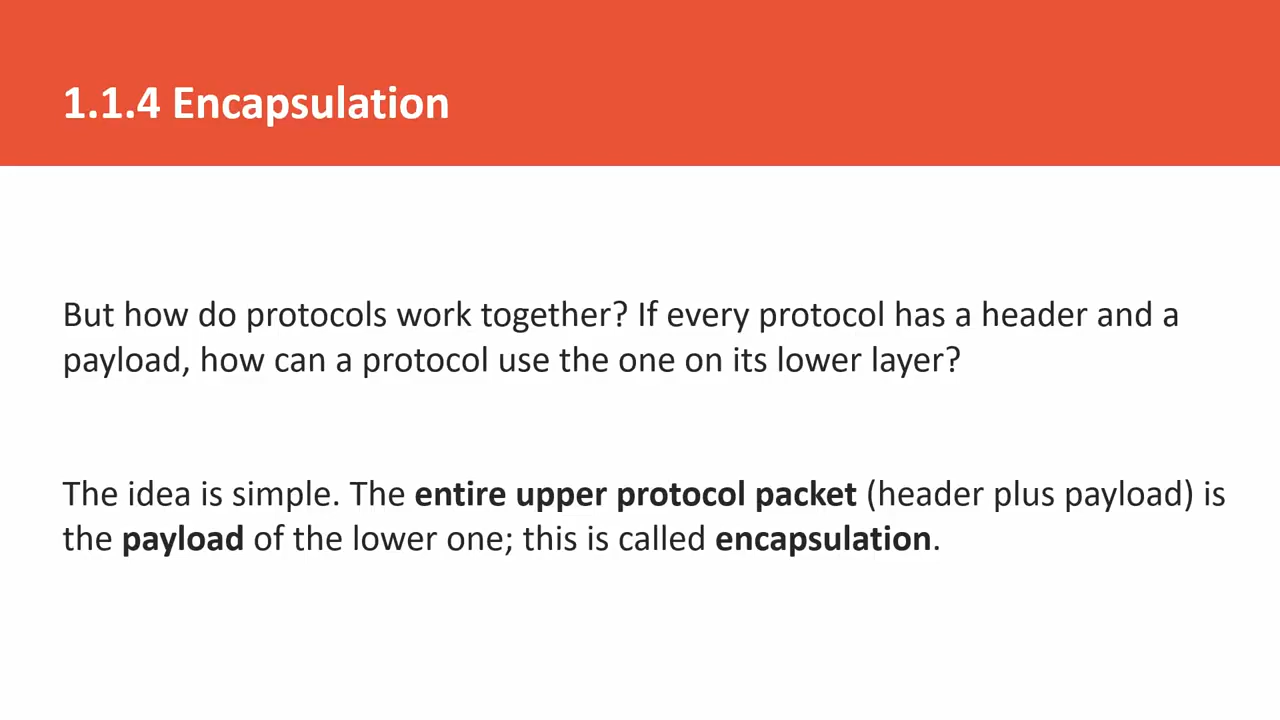 1.1.4 Encapsulation
But how do protocols work together? If every protocol has a header and a
payload, how can a protocol use the one on its lower layer?
The idea is simple. The entire upper protocol packet (header plus payload) is
the payload of the lower one; this is called encapsulation.